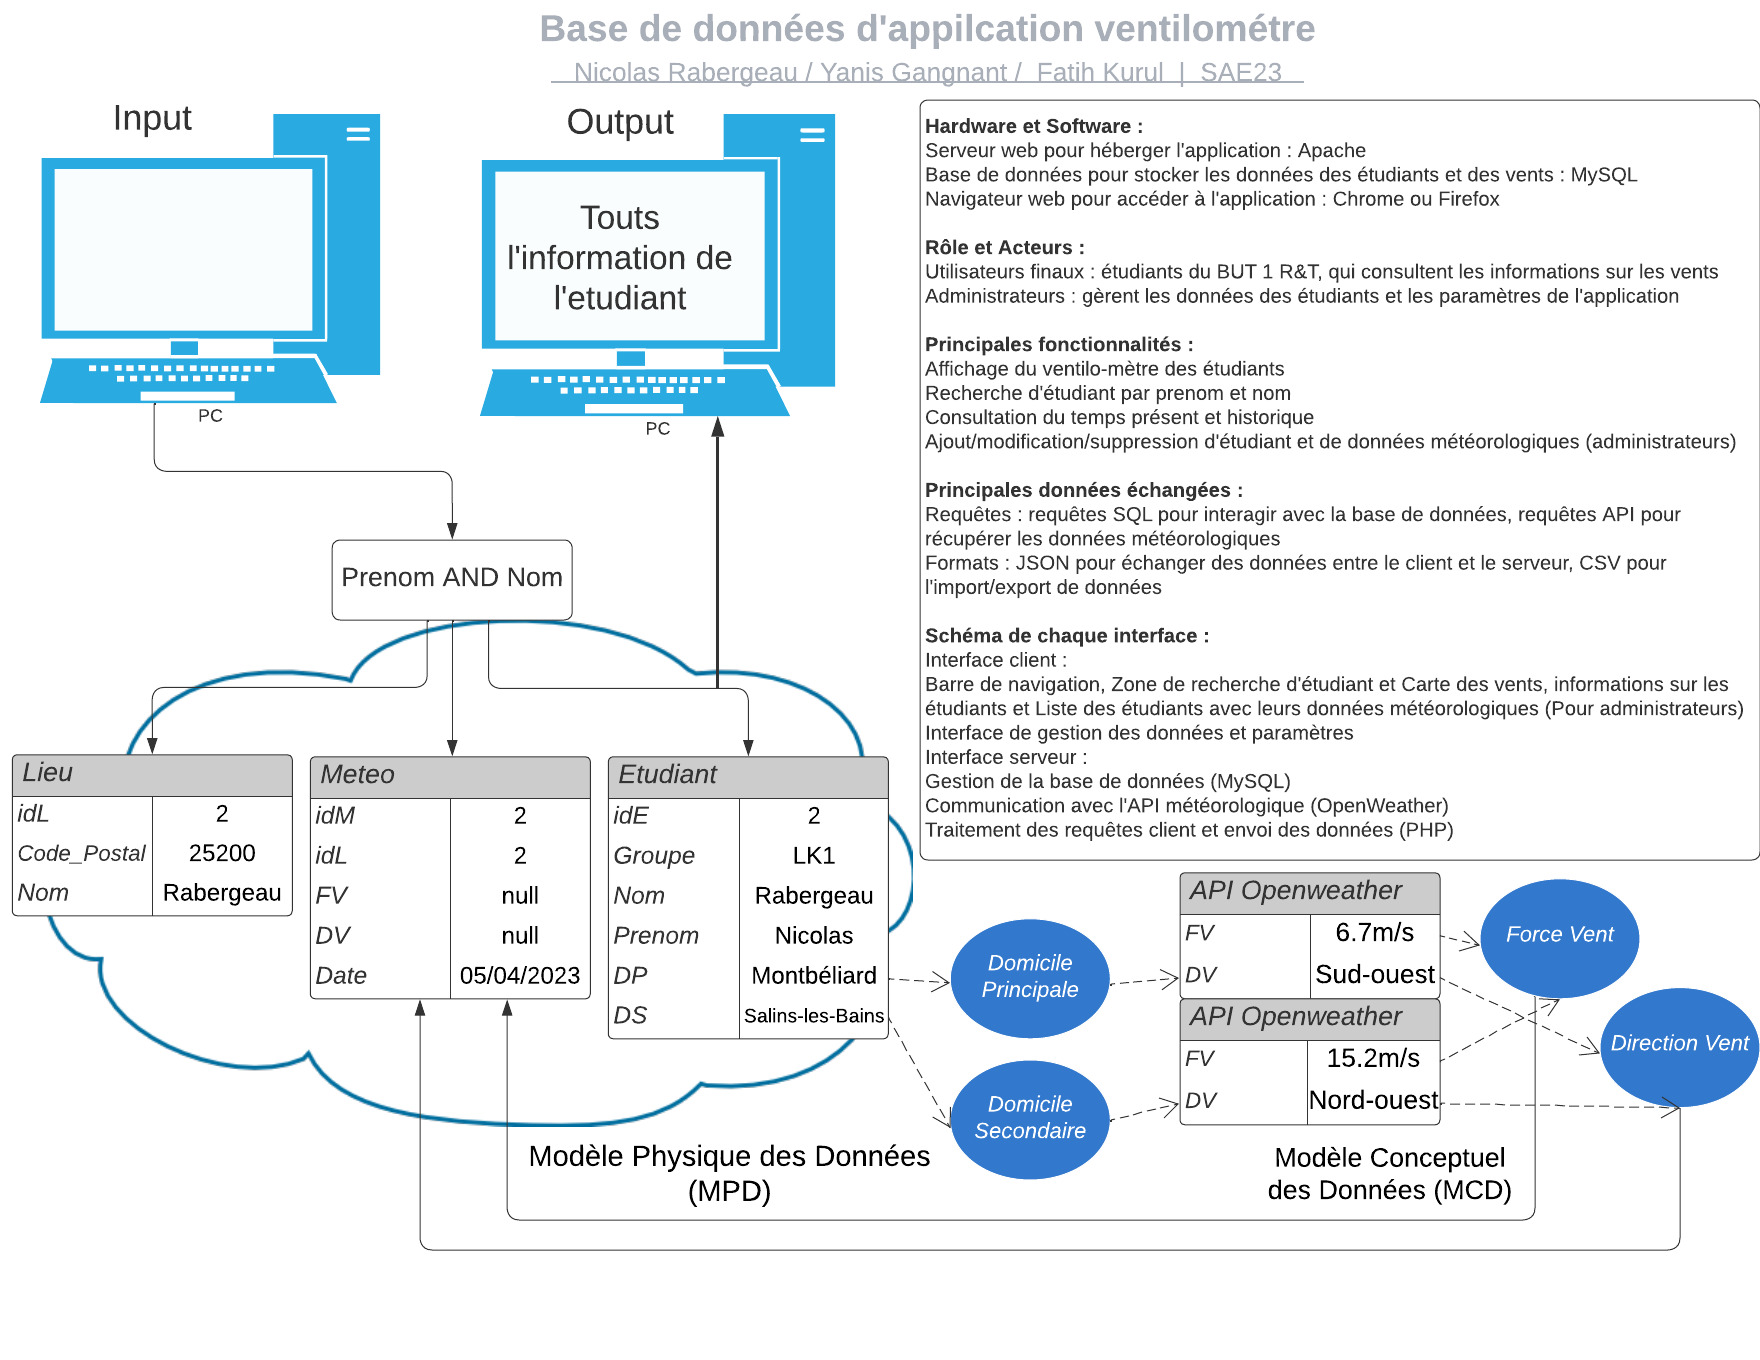 Base de données d'appilcation ventilométre
Nicolas Rabergeau / Yanis Gangnant / Fatih Kurul | SAE23
Input
Output
Touts
l'information de
l'etudiant
PC
PC
Prenom AND Nom
Hardware et Software :
Serveur web pour héberger l'application : Apache
Base de données pour stocker les données des étudiants et des vents : MySQL
Navigateur web pour accéder à l'application : Chrome ou Firefox
Rôle et Acteurs :
Utilisateurs finaux : étudiants du BUT 1 R&T, qui consultent les informations sur les vents
Administrateurs : gèrent les données des étudiants et les paramètres de l'application
Principales fonctionnalités :
Affichage du ventilo-mètre des étudiants
Recherche d'étudiant par prenom et nom
Consultation du temps présent et historique
Ajout/modification/suppression d'étudiant et de données météorologiques (administrateurs)
Principales données échangées :
Requêtes : requêtes SQL pour interagir avec la base de données, requêtes API pour
récupérer les données météorologiques
Formats : JSON pour échanger des données entre le client et le serveur, CSV pour
l'import/export de données
Schéma de chaque interface :
Interface client :
Barre de navigation, Zone de recherche d'étudiant et Carte des vents, informations sur les
étudiants et Liste des étudiants avec leurs données météorologiques (Pour administrateurs)
Interface de gestion des données et paramètres
Interface serveur :
Gestion de la base de données (MySQL)
Communication avec l'API météorologique (OpenWeather)
Traitement des requêtes client et envoi des données (PHP)
Lieu
idL 2
Code_Postal 25200
Nom Rabergeau
Meteo
idM 2
idL 2
FV null
DV null
Date 05/04/2023
Etudiant
idE 2
Groupe LK1
Nom Rabergeau
Prenom Nicolas
DP Montbéliard
DS Salins-les-Bains
Domicile
Principale
Domicile
Secondaire
API Openweather
FV 6.7m/s
DV Sud-ouest
API Openweather
FV 15.2m/s
DV Nord-ouest
Force Vent
Direction Vent
Modèle Physique des Données
(MPD)
Modèle Conceptuel
des Données (MCD)